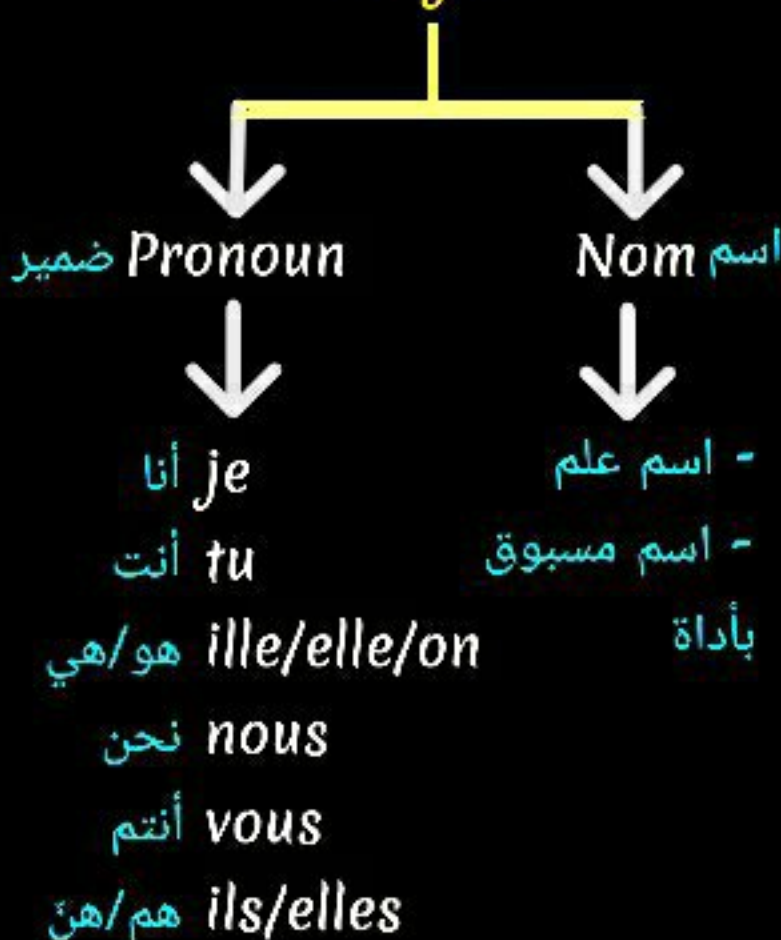 ضمير Pronoun
Nom اسم
أنا je
أنت tu
هو/هي ille/elle/on
نحن nous
أنتم vous
هم/هنّ ils/elles
- اسم علم
- اسم مسبوق
بأداة